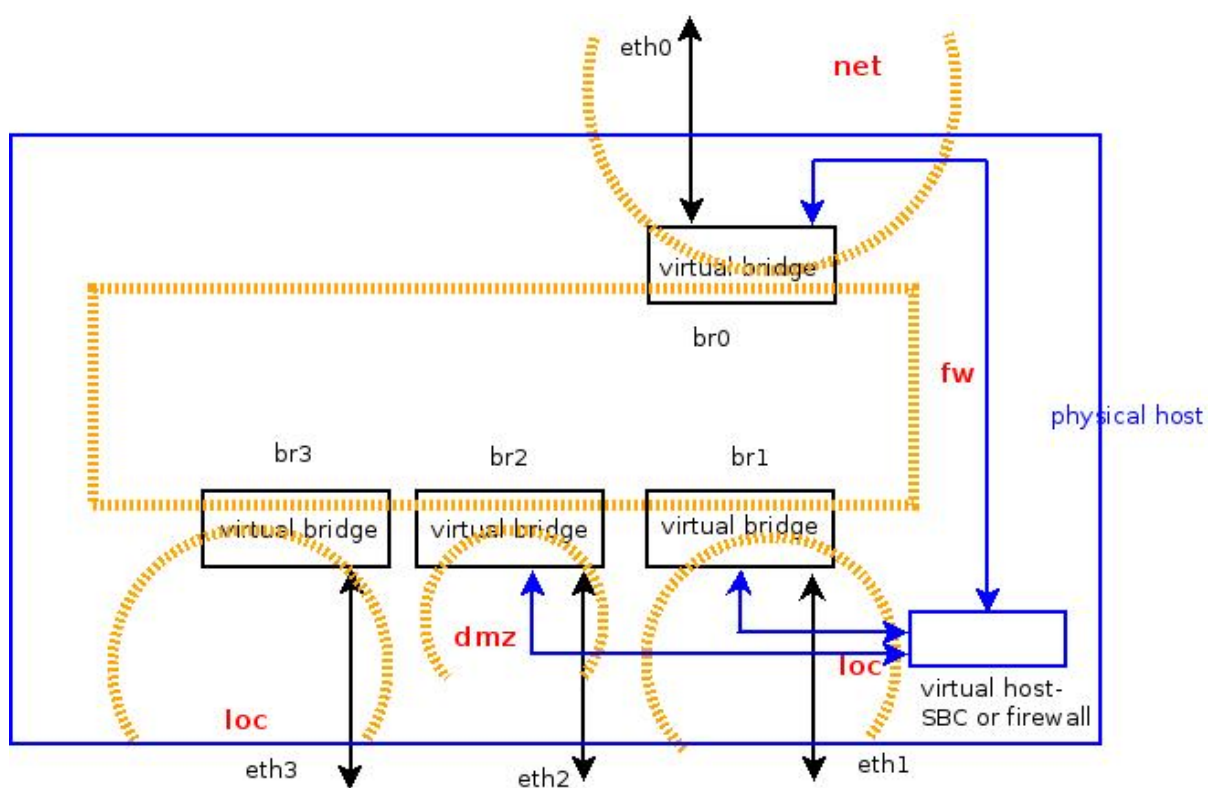 eth0
net
virtual bridge
br0
fw
physical host
br3
br2
br1
virtual bridge
virtual bridge
virtual bridge
dmz
loc
loc
virtual host-
SBC or firewall
eth3
eth2
eth1